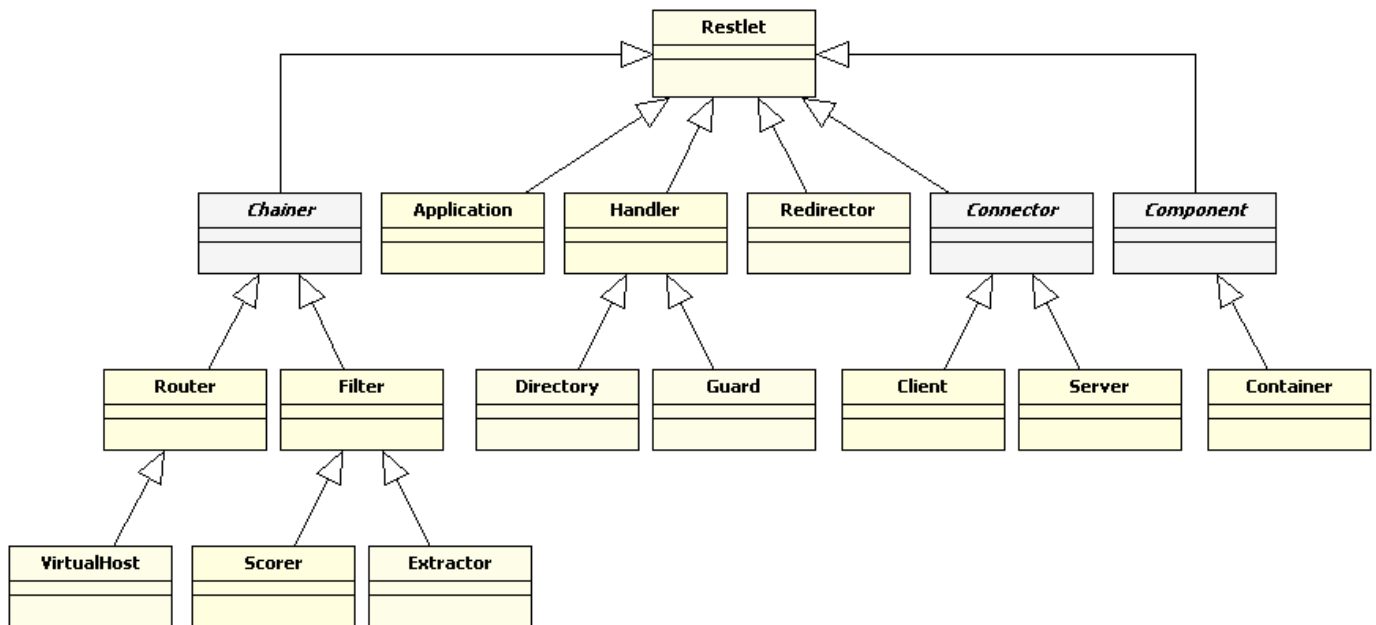 Restlet
Chainer
Application
Handler
Redirector
Connector
Component
Router
Filter
Directory
Guard
Client
Server
Container
VirtualHost
Scorer
Extractor